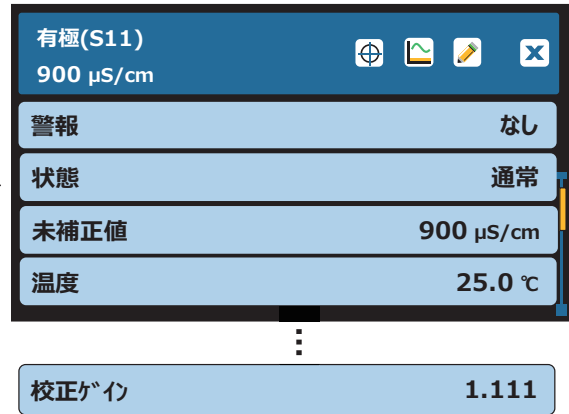 有極(S11)
900 µS/cm
警報 なし
状態 通常
未補正値 900 µS/cm
温度 25.0 ℃
校正ｹﾞｲﾝ 1.111